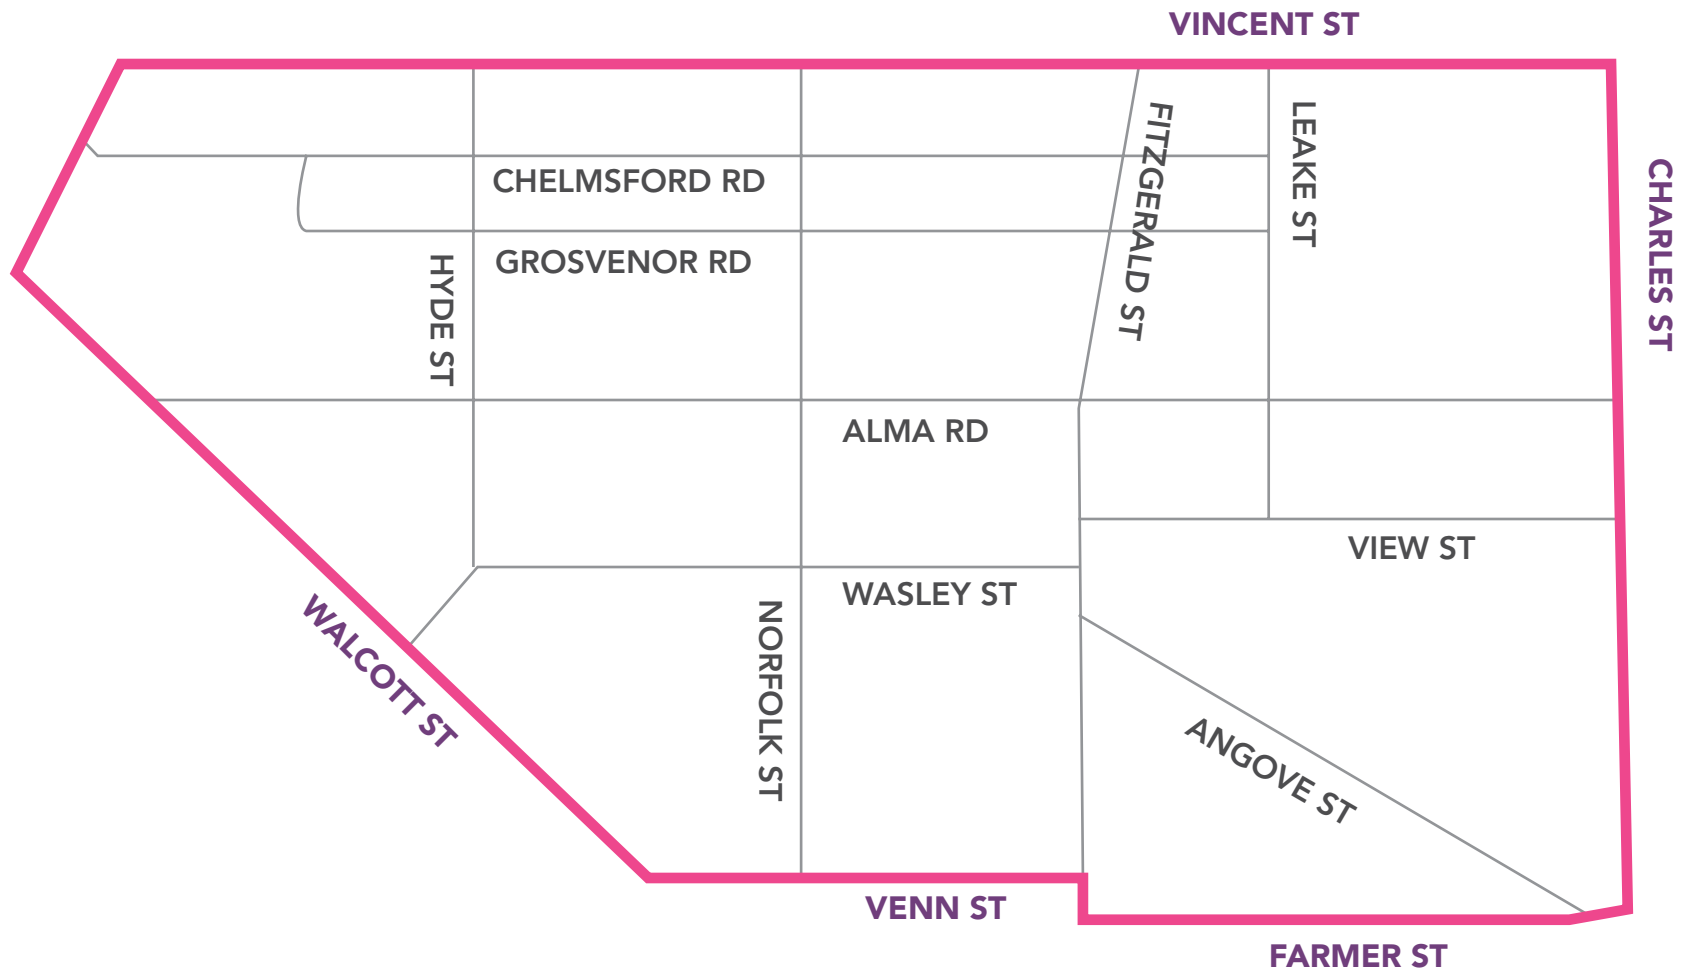 VINCENT ST
FITZGERALD ST
LEAKE ST
CHARLES ST
CHELMSFORD RD
GROSVENOR RD
HYDE ST
ALMA RD
VIEW ST
WASLEY ST
WALCOTT ST
NORFOLK ST
ANGOVE ST
VENN ST
FARMER ST